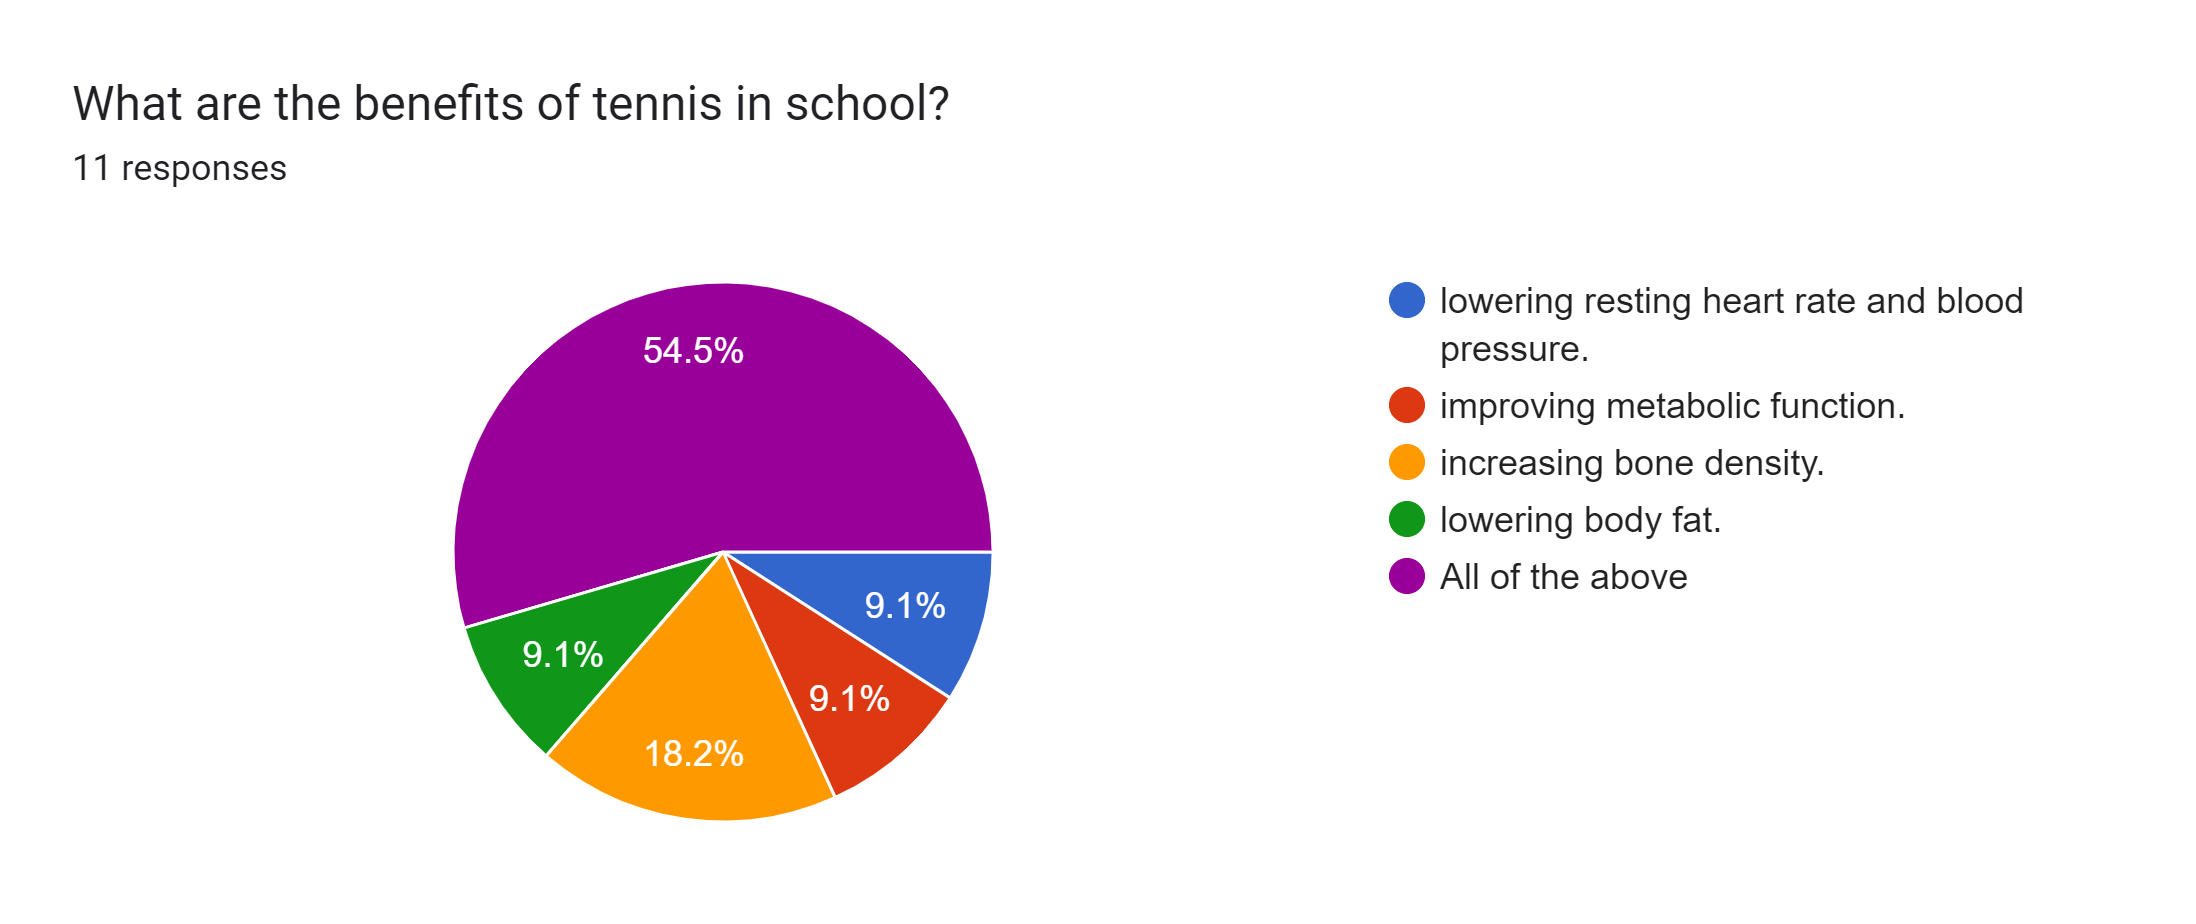 What are the benefits of tennis in school?
11 responses
54.5%
9.1%
9.1%
9.1%
18.2%
lowering resting heart rate and blood
pressure.
improving metabolic function.
increasing bone density.
lowering body fat.
All of the above